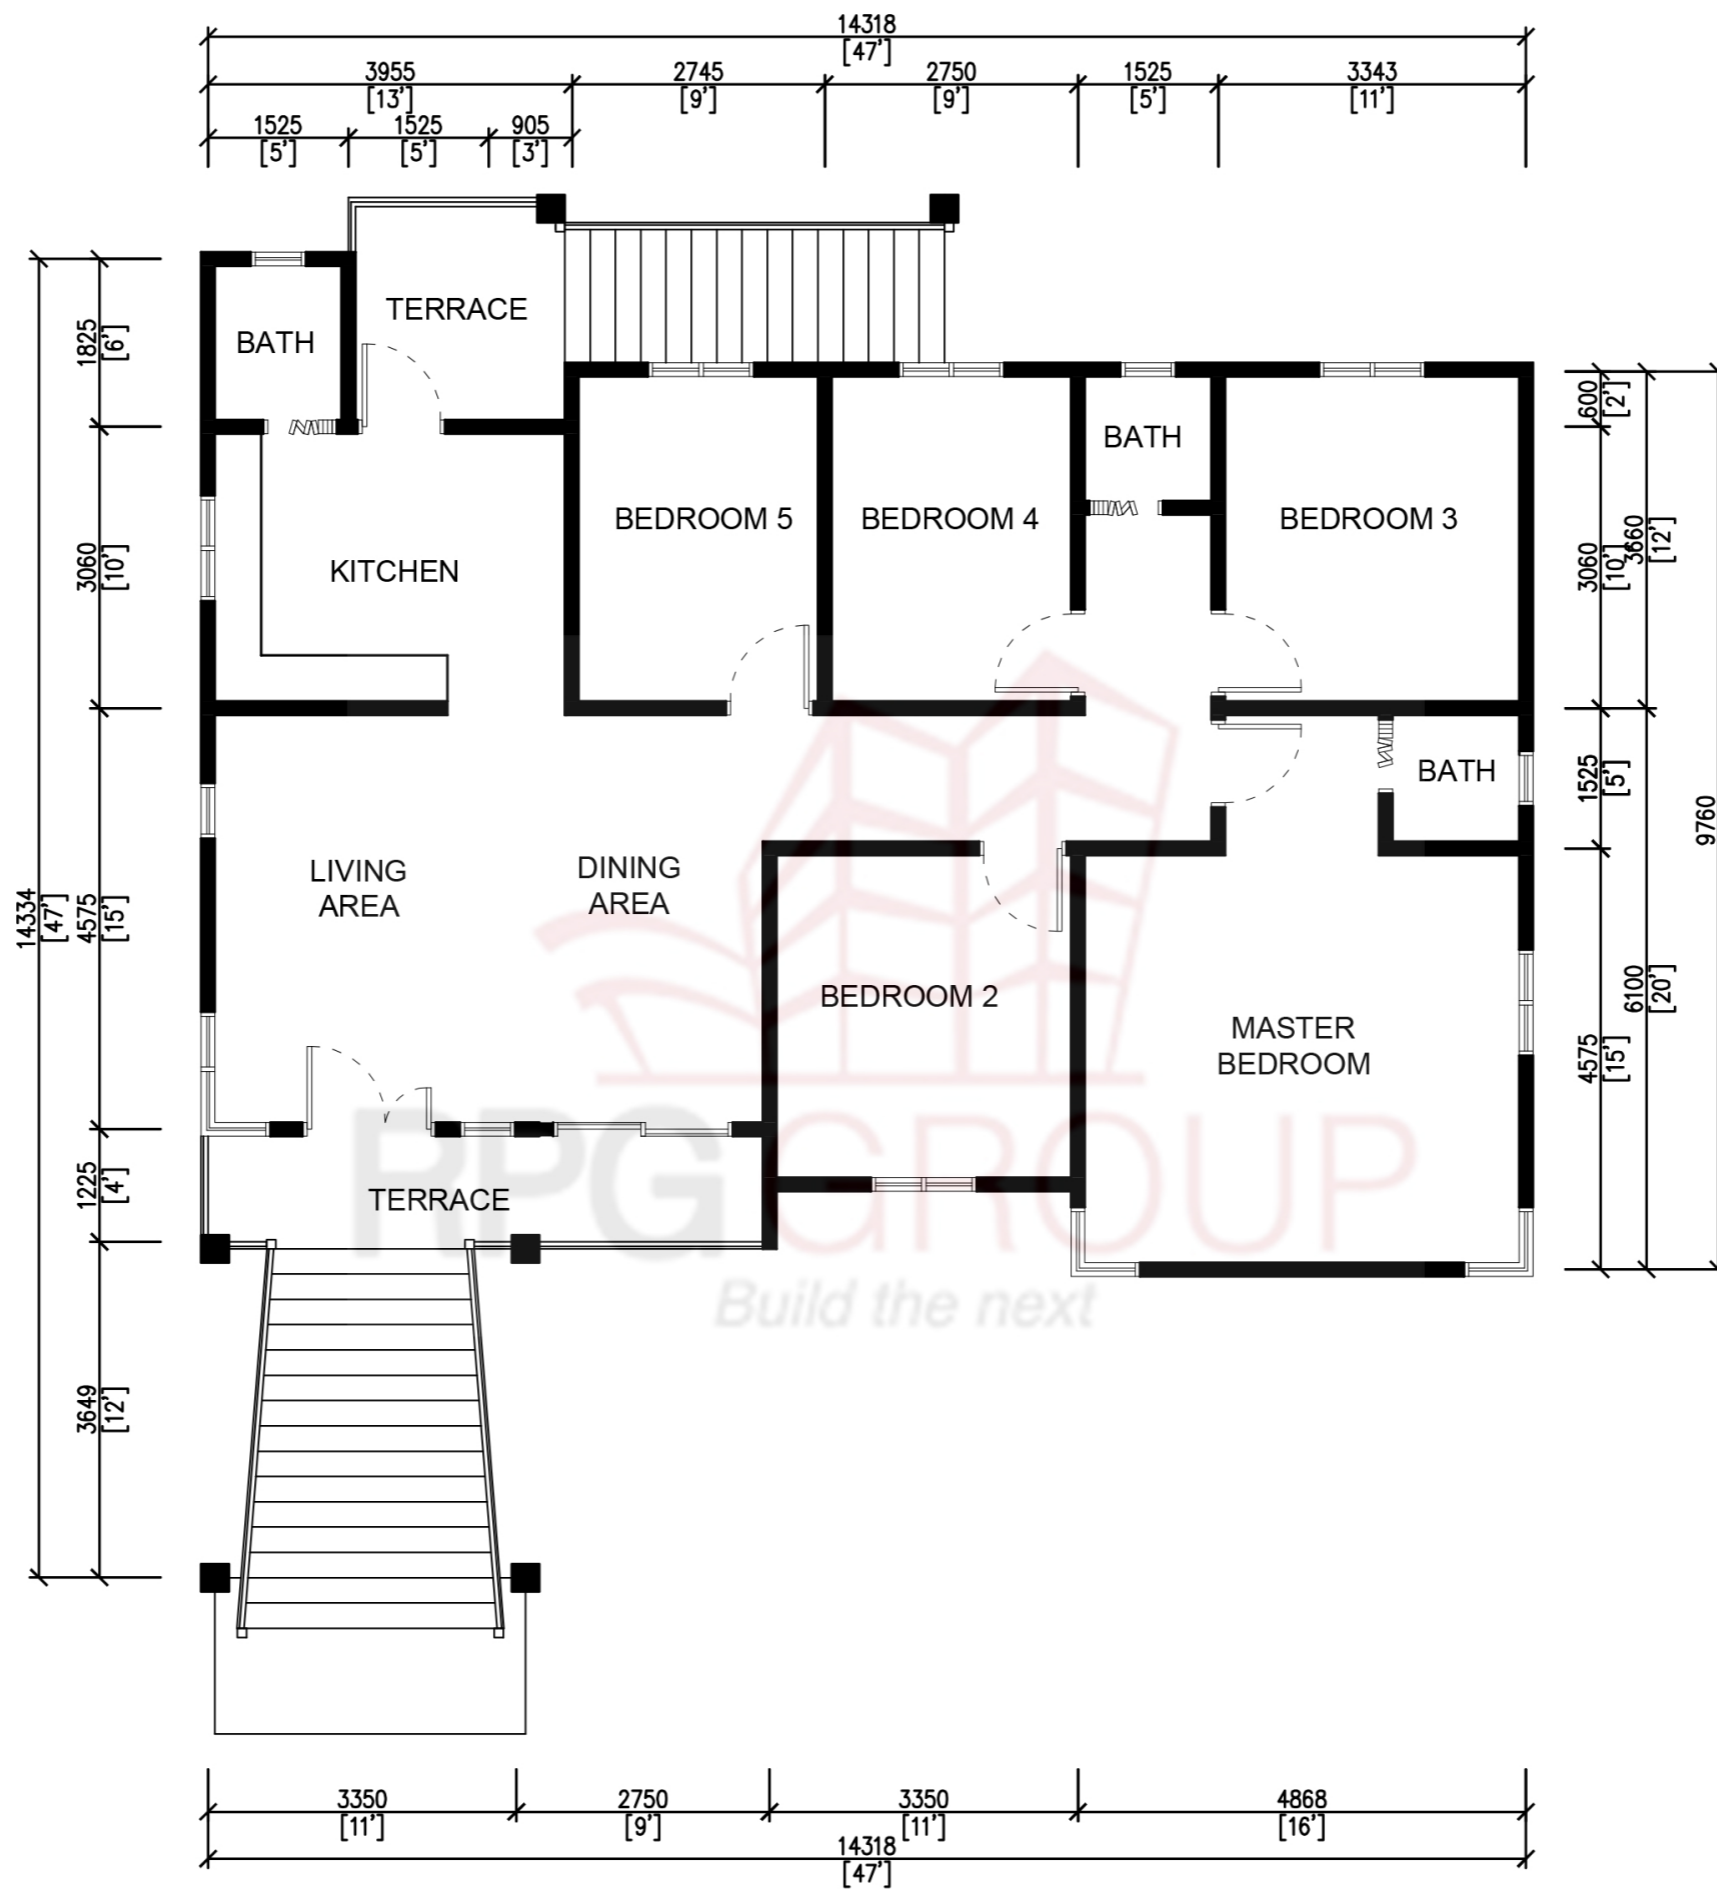 14318
[47']
3955
[13']
2745
[9']
2750
[9']
1525
[5']
3343
[11']
1525
[5']
1525
[5']
905
[3']
TERRACE
BATH
1825
[6']
600
[2']
BATH
BEDROOM 5
BEDROOM 4
BEDROOM 3
KITCHEN
3060
[10']
3060
[10']
3660
[12']
BATH
1525
[5']
9760
LIVING
AREA
DINING
AREA
14334
[47']
4575
[15']
BEDROOM 2
MASTER
BEDROOM
6100
[20']
4575
[15']
1225
[4']
TERRACE
RPG GROUP
Build the next
3649
[12']
3350
[11']
2750
[9']
3350
[11']
4868
[16']
14318
[47']